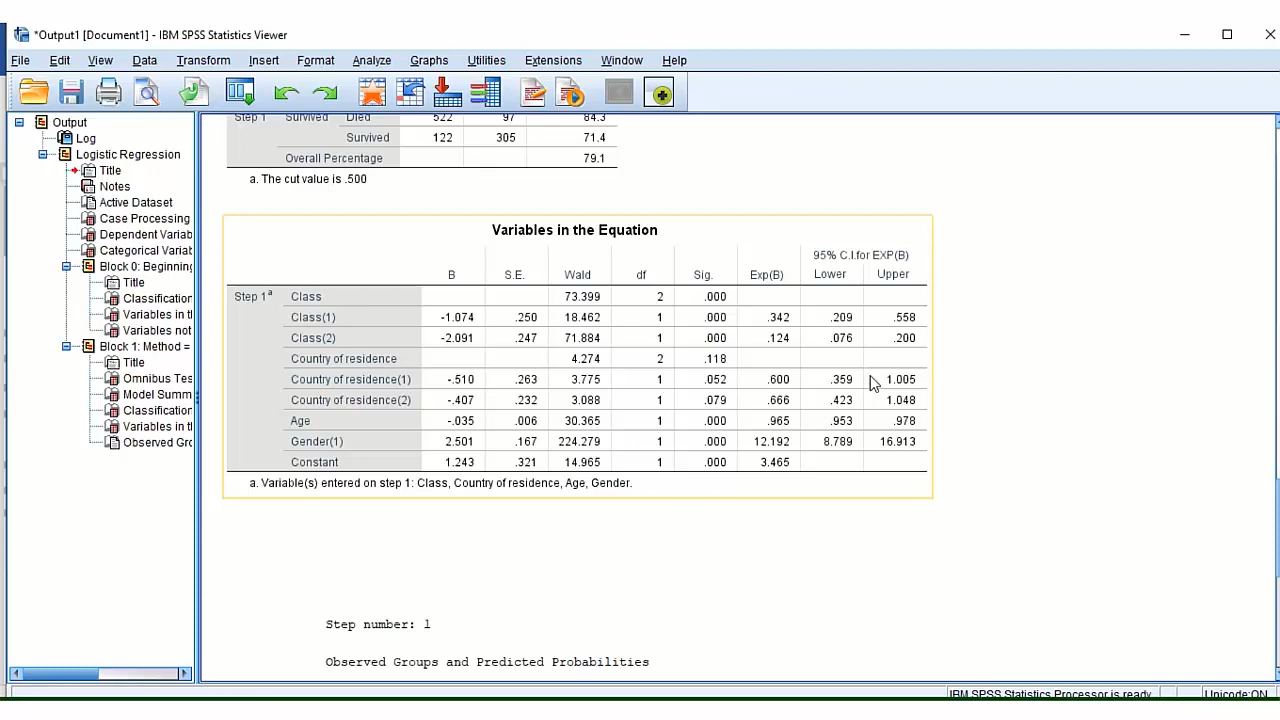 *Output1 [Document1] - IBM SPSS Statistics Viewer
File Edit View Data Transform Insert Format Analyze Graphs Utilities Extensions Window Help
Output
Log
Logistic Regression
Title
Notes
Active Dataset
Case Processing
Dependent Variab
Categorical Variat
Block 0: Beginning
Title
Classification
Variables in t
Variables not
Block 1: Method =
Title
Omnibus Tes
Model Summ
Classification
Variables in t
Observed Grc
Step 1 Survived Died 522 97 84.3
Survived 122 305 71.4
Overall Percentage 79.1
a. The cut value is .500
Variables in the Equation
95% C.I.for EXP(B)
B S.E. Wald df Sig. Exp(B) Lower Upper
Step 1a Class 73.399 2 .000
Class(1) -1.074 .250 18.462 1 .000 .342 .209 .558
Class(2) -2.091 .247 71.884 1 .000 .124 .076 .200
Country of residence 4.274 2 .118
Country of residence(1) -.510 .263 3.775 1 .052 .600 .359 1.005
Country of residence(2) -.407 .232 3.088 1 .079 .666 .423 1.048
Age -.035 .006 30.365 1 .000 .965 .953 .978
Gender(1) 2.501 .167 224.279 1 .000 12.192 8.789 16.913
Constant 1.243 .321 14.965 1 .000 3.465
a. Variable(s) entered on step 1: Class, Country of residence, Age, Gender.
Step number: 1
Observed Groups and Predicted Probabilities
IBM SPSS Statistics Processor is ready Unicode:ON